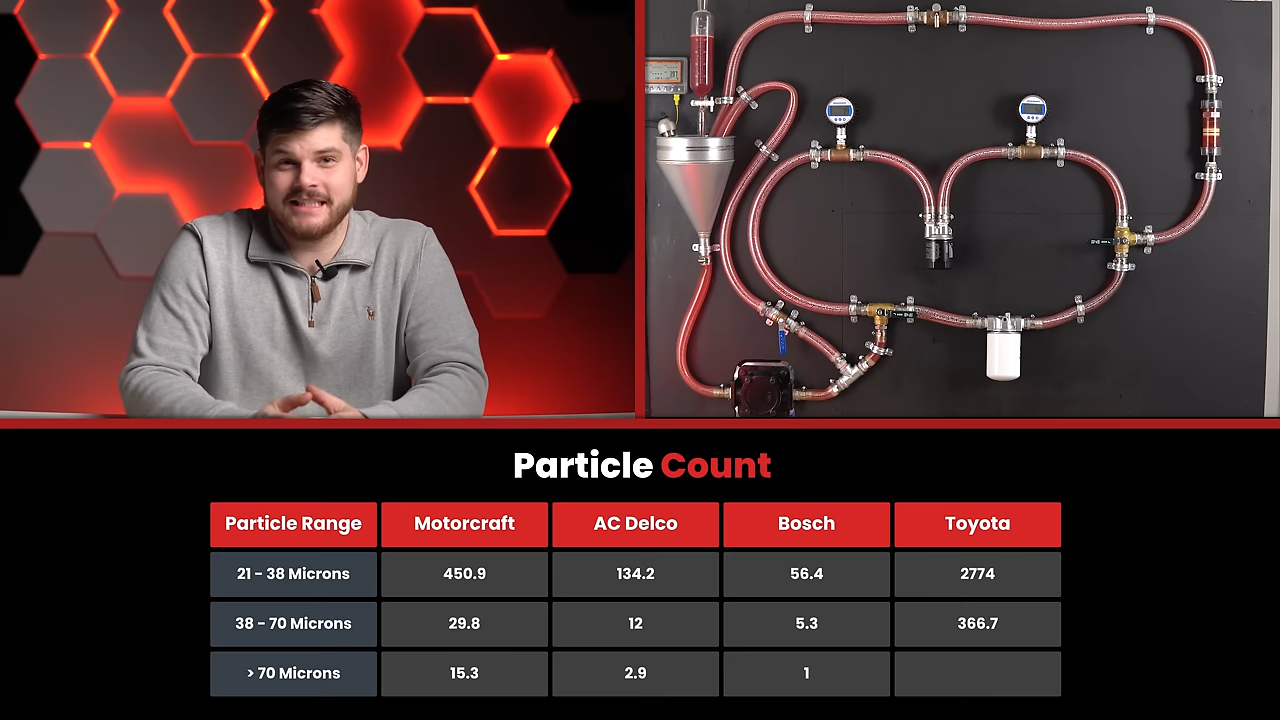 Particle Count
Particle Range Motorcraft AC Delco Bosch Toyota
21 - 38 Microns 450.9 134.2 56.4 2774
38 - 70 Microns 29.8 12 5.3 366.7
> 70 Microns 15.3 2.9 1